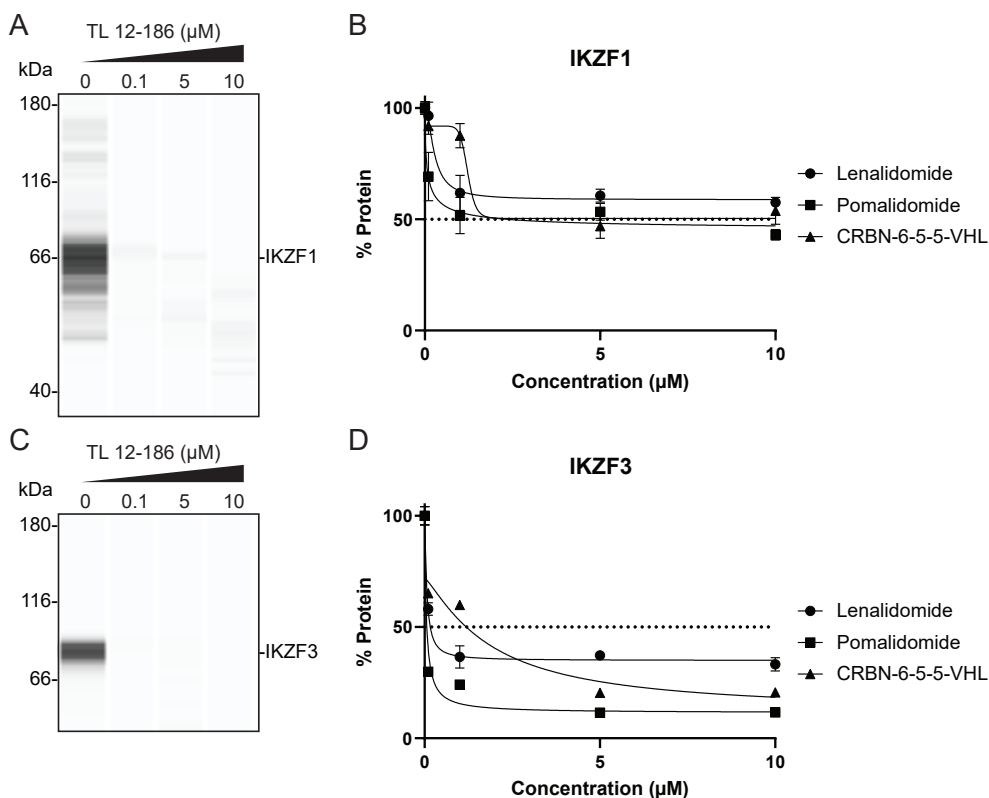 A
TL 12-186 (µM)
kDa
0 0.1 5 10
180-
116-
66-
-IKZF1
40-
B
IKZF1
% Protein
100
50
0
0 5 10
Concentration (µM)
Lenalidomide
Pomalidomide
CRBN-6-5-5-VHL
C
TL 12-186 (µM)
kDa
0 0.1 5 10
180-
116-
-IKZF3
66-
D
IKZF3
% Protein
100
50
0
0 5 10
Concentration (µM)
Lenalidomide
Pomalidomide
CRBN-6-5-5-VHL